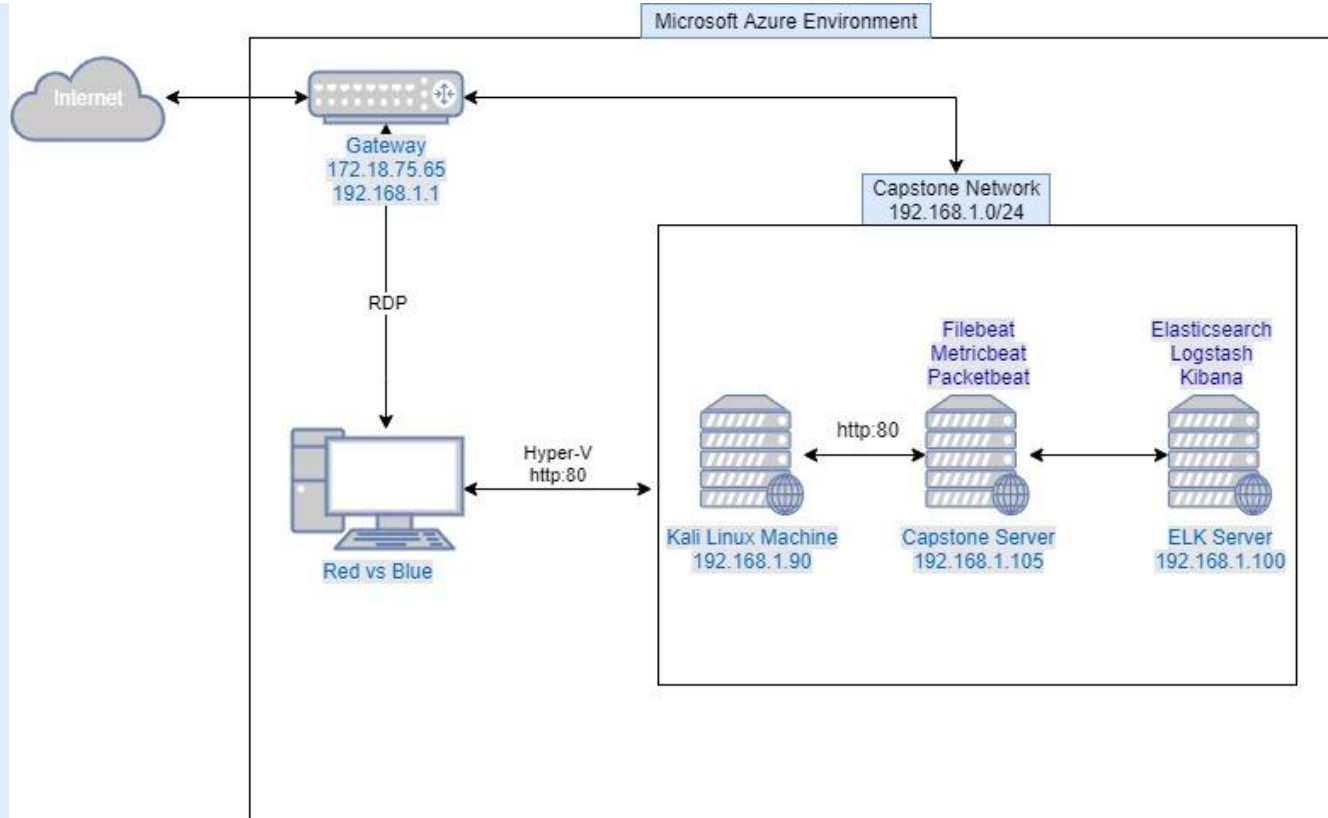 Microsoft Azure Environment
Internet
Gateway
172.18.75.65
192.168.1.1
Capstone Network
192.168.1.0/24
RDP
Filebeat
Metricbeat
Packetbeat
Elasticsearch
Logstash
Kibana
http:80
Hyper-V
http:80
Kali Linux Machine
192.168.1.90
Capstone Server
192.168.1.105
ELK Server
192.168.1.100
Red vs Blue